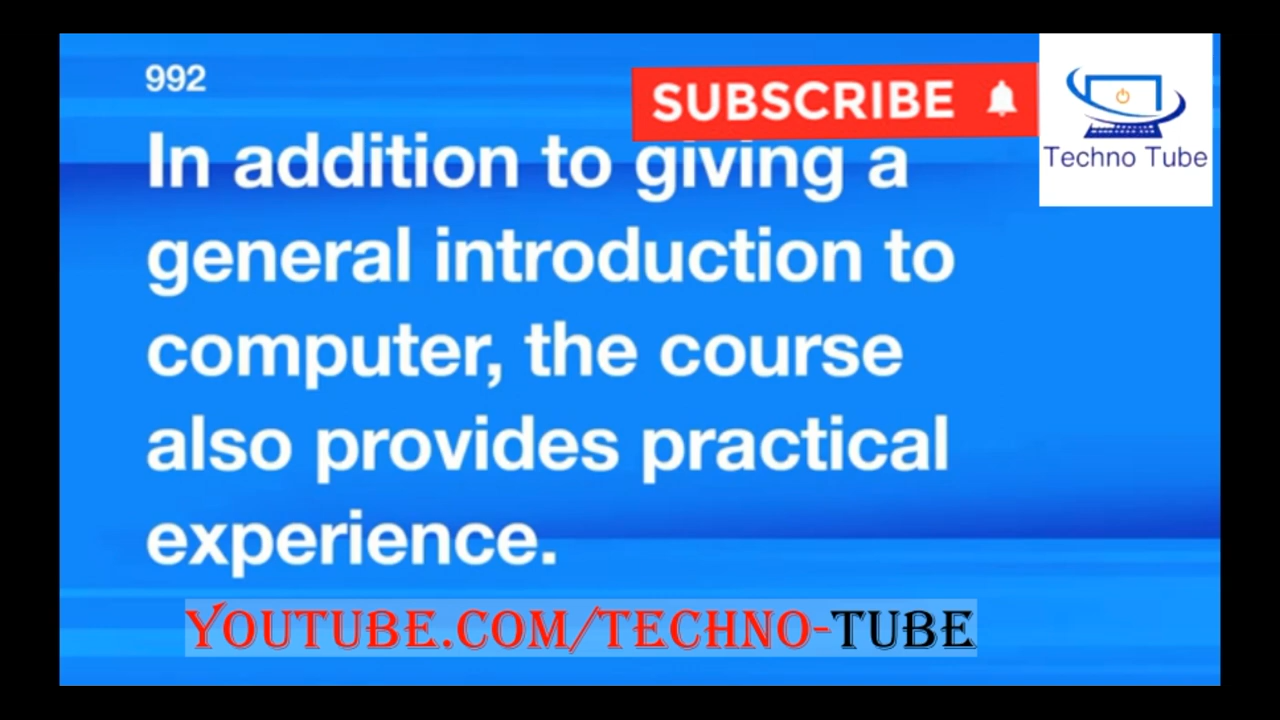 992
SUBSCRIBE
Techno Tube
In addition to giving a
general introduction to
computer, the course
also provides practical
experience.
YOUTUBE.COM/TECHNO-TUBE